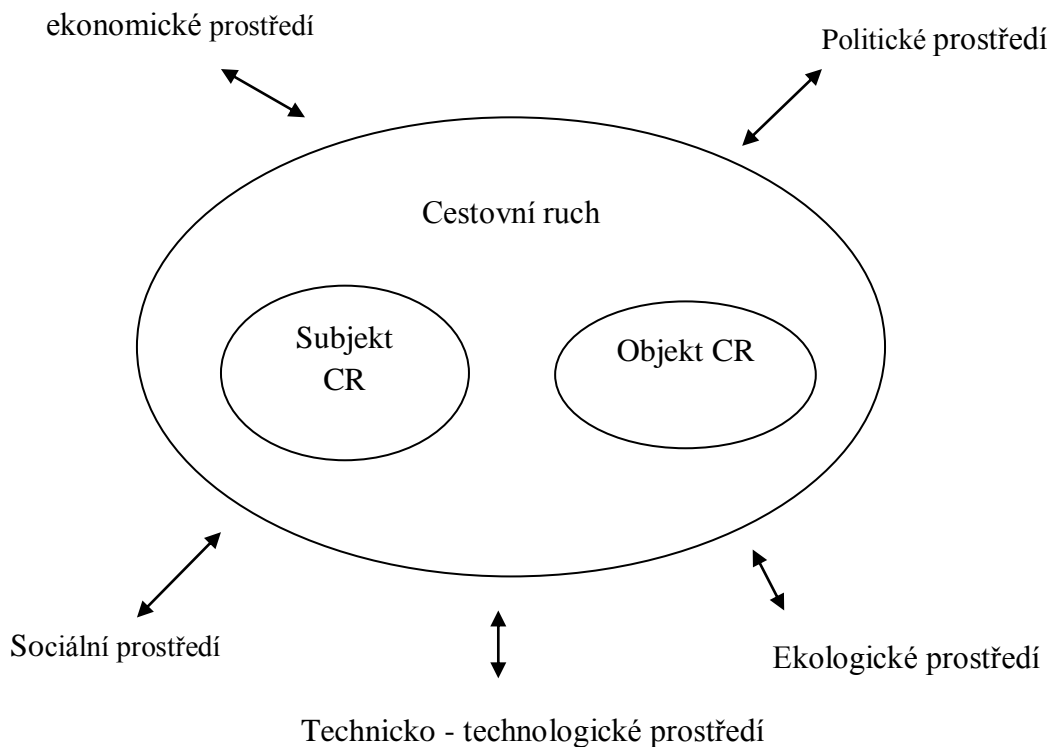 ekonomické prostředí
Politické prostředí
Cestovní ruch
Subjekt
CR
Objekt CR
Sociální prostředí
Ekologické prostředí
Technicko - technologické prostředí